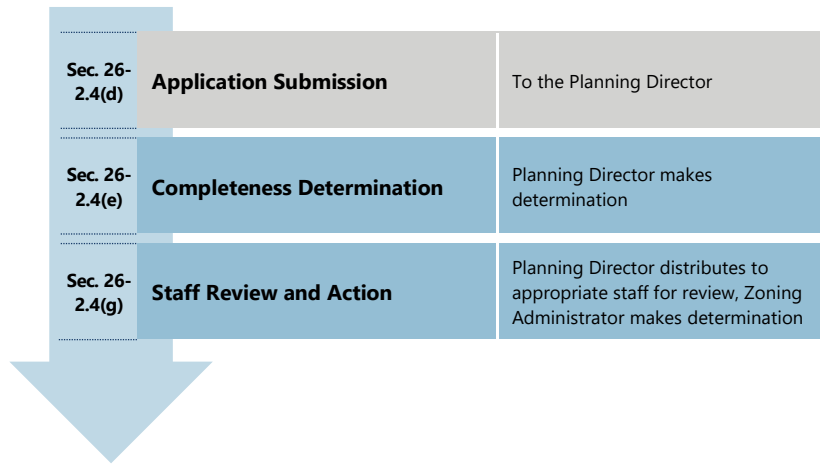 Sec. 26-
2.4(d)
Application Submission
To the Planning Director
Sec. 26-
2.4(e)
Completeness Determination
Planning Director makes
determination
Sec. 26-
2.4(g)
Staff Review and Action
Planning Director distributes to
appropriate staff for review, Zoning
Administrator makes determination